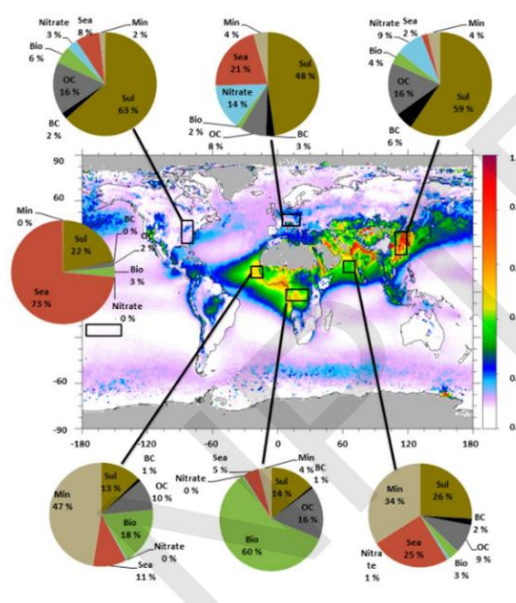 Nitrate
3 %
Sea
8 %
Min
2 %
Bio
6 %
OC
16 %
Sul
63 %
BC
2 %
Min
4 %
Sea
21 %
Sul
48 %
Nitrate
14 %
Bio
2 %
OC
8 %
BC
3 %
Nitrate
9 %
Sea
2 %
Min
4 %
Bio
4 %
OC
16 %
Sul
59 %
BC
6 %
90
60
-60
-90
-180
-120
-60
0
60
120
180
Min
0 %
Sul
22 %
BC
0 %
OC
2 %
Bio
3 %
Sea
73 %
Nitrate
0 %
Min
47 %
Sul
13 %
BC
1 %
OC
10 %
Bio
18 %
Nitrate
0 %
Sea
11 %
Sea
5 %
Min
4 %
BC
1 %
Nitrate
0 %
Sul
14 %
OC
16 %
Bio
60 %
Min
34 %
Sul
26 %
BC
2 %
OC
9 %
Nitra
te
1 %
Sea
25 %
Bio
3 %